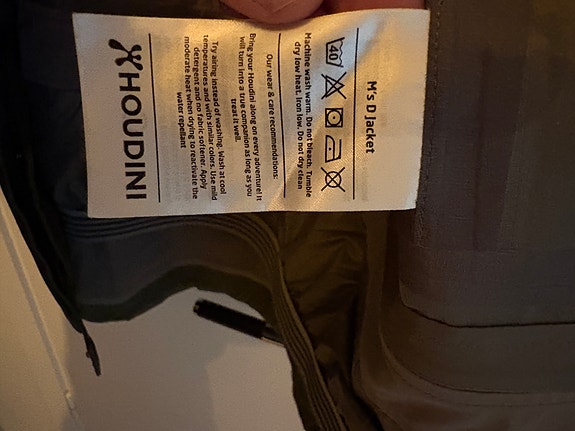 M's D Jacket
40
Machine wash warm. Do not bleach. Tumble
dry low heat. Iron low. Do not dry clean
Our wear & care recommendations:
Bring your Houdini along on every adventure! It
will turn into a true companion as long as you
treat it well.
Try airing instead of washing. Wash at cool
temperatures and with similar colors. Use mild
detergent and no fabric softener. Apply
moderate heat when drying to reactivate the
water repellant
HOUDINI